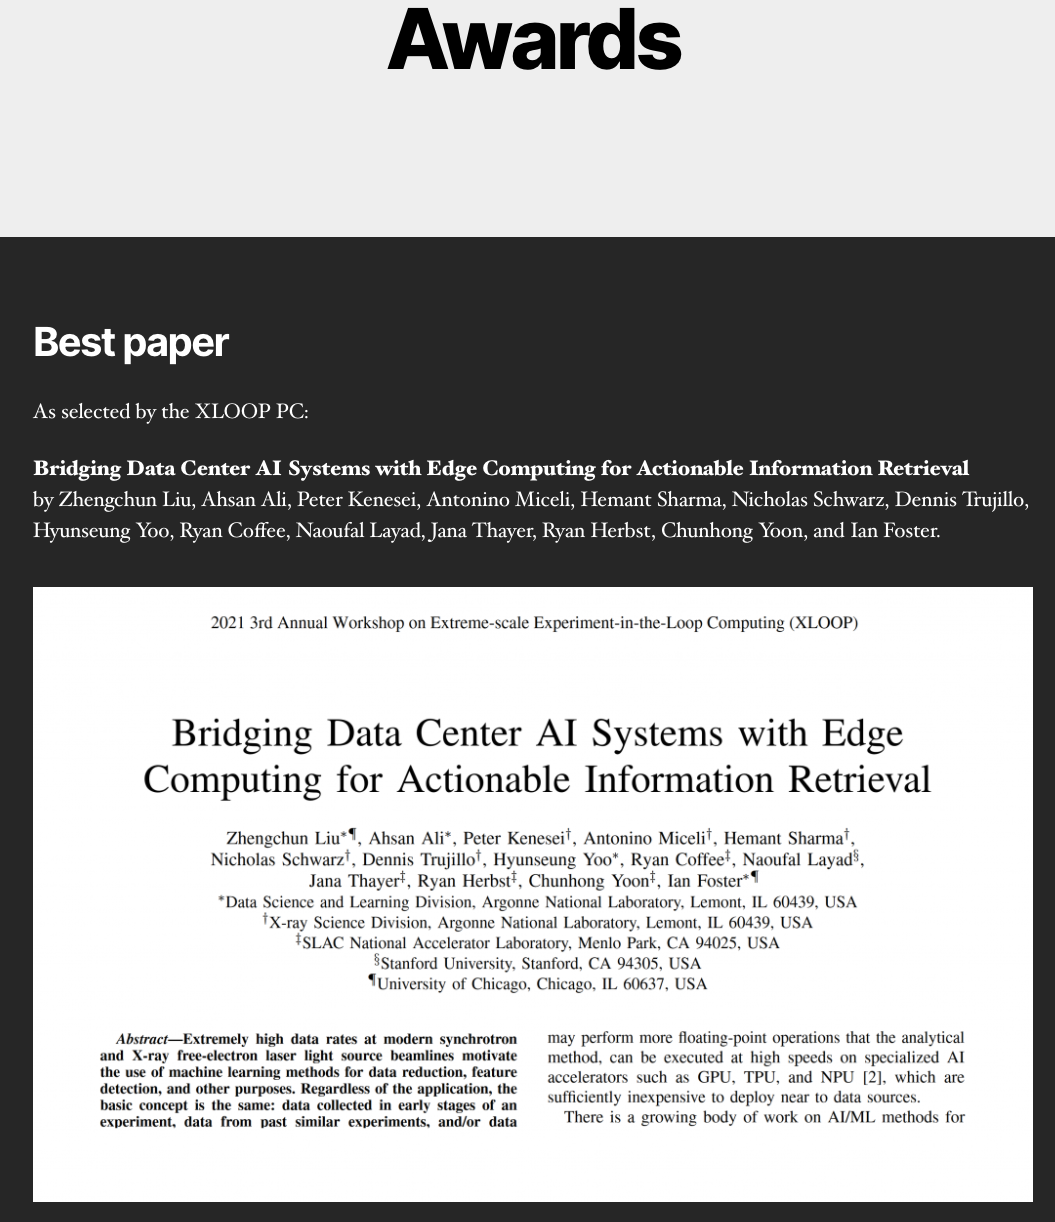 Awards
Best paper
As selected by the XLOOP PC:
Bridging Data Center AI Systems with Edge Computing for Actionable Information Retrieval
by Zhengchun Liu, Ahsan Ali, Peter Kenesei, Antonino Miceli, Hemant Sharma, Nicholas Schwarz, Dennis Trujillo,
Hyunseung Yoo, Ryan Coffee, Naoufal Layad, Jana Thayer, Ryan Herbst, Chunhong Yoon, and Ian Foster.
2021 3rd Annual Workshop on Extreme-scale Experiment-in-the-Loop Computing (XLOOP)
Bridging Data Center AI Systems with Edge
Computing for Actionable Information Retrieval
Zhengchun Liu*¶, Ahsan Ali*, Peter Kenesei†, Antonino Miceli†, Hemant Sharma†,
Nicholas Schwarz†, Dennis Trujillo†, Hyunseung Yoo*, Ryan Coffee‡, Naoufal Layad§,
Jana Thayer‡, Ryan Herbst‡, Chunhong Yoon‡, Ian Foster*¶
*Data Science and Learning Division, Argonne National Laboratory, Lemont, IL 60439, USA
†X-ray Science Division, Argonne National Laboratory, Lemont, IL 60439, USA
‡SLAC National Accelerator Laboratory, Menlo Park, CA 94025, USA
§Stanford University, Stanford, CA 94305, USA
¶University of Chicago, Chicago, IL 60637, USA
Abstract—Extremely high data rates at modern synchrotron
and X-ray free-electron laser light source beamlines motivate
the use of machine learning methods for data reduction, feature
detection, and other purposes. Regardless of the application, the
basic concept is the same: data collected in early stages of an
experiment, data from past similar experiments, and/or data
may perform more floating-point operations that the analytical
method, can be executed at high speeds on specialized AI
accelerators such as GPU, TPU, and NPU [2], which are
sufficiently inexpensive to deploy near to data sources.
There is a growing body of work on AI/ML methods for